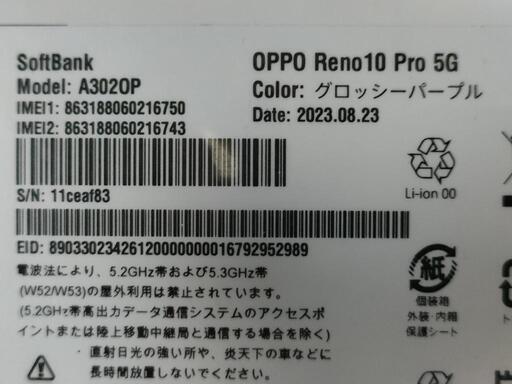 SoftBank
OPPO Reno10 Pro 5G
Model: A302OP
Color: グロッシーパープル
IMEI1: 863188060216750
IMEI2: 863188060216743
Date: 2023.08.23
Li-ion 00
S/N: 11ceaf83
EID: 89033023426120000000016792952989
電波法により、5.2GHz帯および5.3GHz帯
(W52/W53)の屋外利用は禁止されています。
(5.2GHz帯高出力データ通信システムのアクセスポ
イントまたは陸上移動中継局と通信する場合を除く)
紙
個装箱
外装・内箱
保護シート
・直射日光の強い所や、炎天下の車などに
長時間放置しないでください。